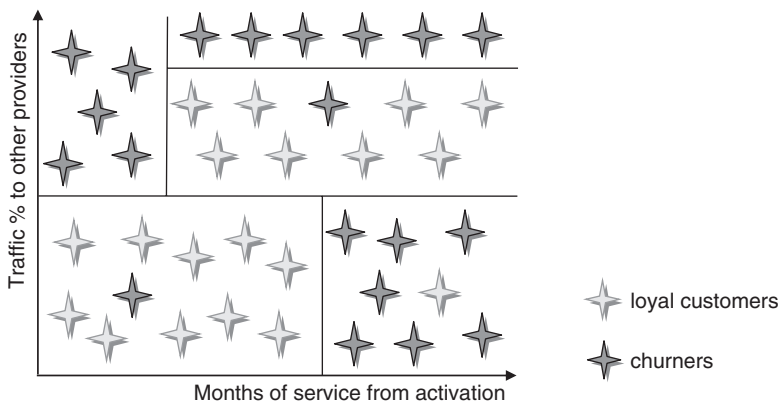 Traffic % to other providers
Months of service from activation
loyal customers
churners